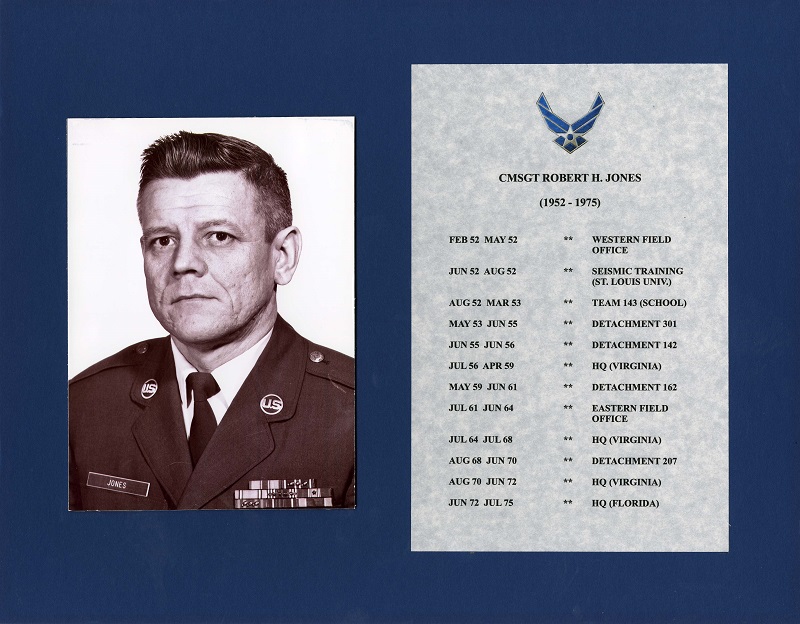 U.S
U.S
JONES
CMSGT ROBERT H. JONES
(1952 - 1975)
FEB 52 MAY 52 ** WESTERN FIELD
OFFICE
JUN 52 AUG 52 ** SEISMIC TRAINING
(ST. LOUIS UNIV.)
AUG 52 MAR 53 ** TEAM 143 (SCHOOL)
MAY 53 JUN 55 ** DETACHMENT 301
JUN 55 JUN 56 ** DETACHMENT 142
JUL 56 APR 59 ** HQ (VIRGINIA)
MAY 59 JUN 61 ** DETACHMENT 162
JUL 61 JUN 64 ** EASTERN FIELD
OFFICE
JUL 64 JUL 68 ** HQ (VIRGINIA)
AUG 68 JUN 70 ** DETACHMENT 207
AUG 70 JUN 72 ** HQ (VIRGINIA)
JUN 72 JUL 75 ** HQ (FLORIDA)